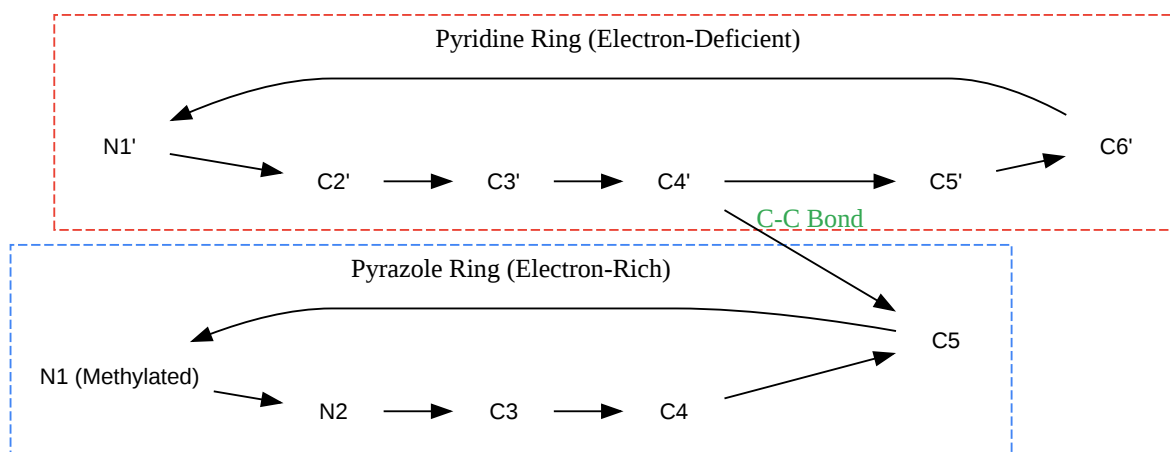 Pyridine Ring (Electron-Deficient)
N1'
C2'
C3'
C4'
C5'
C6'
C-C Bond
Pyrazole Ring (Electron-Rich)
N1 (Methylated)
N2
C3
C4
C5